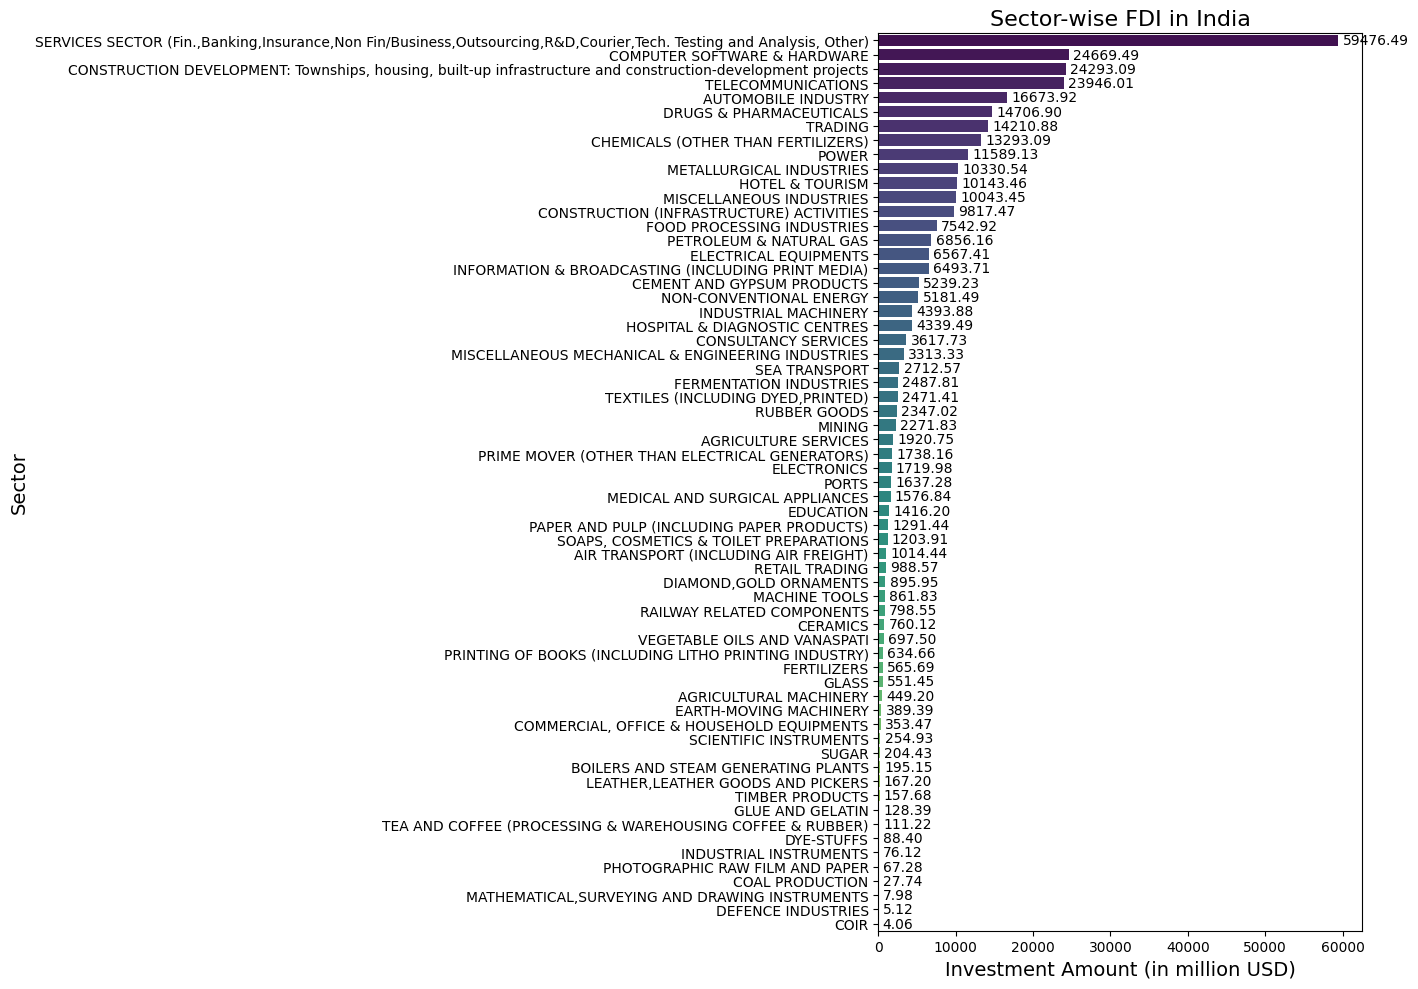 Sector-wise FDI in India
SERVICES SECTOR (Fin.,Banking,Insurance,Non Fin/Business,Outsourcing,R&D,Courier,Tech. Testing and Analysis, Other) 59476.49
COMPUTER SOFTWARE & HARDWARE 24669.49
CONSTRUCTION DEVELOPMENT: Townships, housing, built-up infrastructure and construction-development projects 24293.09
TELECOMMUNICATIONS 23946.01
AUTOMOBILE INDUSTRY 16673.92
DRUGS & PHARMACEUTICALS 14706.90
TRADING 14210.88
CHEMICALS (OTHER THAN FERTILIZERS) 13293.09
POWER 11589.13
METALLURGICAL INDUSTRIES 10330.54
HOTEL & TOURISM 10143.46
MISCELLANEOUS INDUSTRIES 10043.45
CONSTRUCTION (INFRASTRUCTURE) ACTIVITIES 9817.47
FOOD PROCESSING INDUSTRIES 7542.92
PETROLEUM & NATURAL GAS 6856.16
ELECTRICAL EQUIPMENTS 6567.41
INFORMATION & BROADCASTING (INCLUDING PRINT MEDIA) 6493.71
CEMENT AND GYPSUM PRODUCTS 5239.23
NON-CONVENTIONAL ENERGY 5181.49
INDUSTRIAL MACHINERY 4393.88
HOSPITAL & DIAGNOSTIC CENTRES 4339.49
CONSULTANCY SERVICES 3617.73
MISCELLANEOUS MECHANICAL & ENGINEERING INDUSTRIES 3313.33
SEA TRANSPORT 2712.57
FERMENTATION INDUSTRIES 2487.81
TEXTILES (INCLUDING DYED,PRINTED) 2471.41
RUBBER GOODS 2347.02
MINING 2271.83
AGRICULTURE SERVICES 1920.75
PRIME MOVER (OTHER THAN ELECTRICAL GENERATORS) 1738.16
ELECTRONICS 1719.98
PORTS 1637.28
MEDICAL AND SURGICAL APPLIANCES 1576.84
EDUCATION 1416.20
PAPER AND PULP (INCLUDING PAPER PRODUCTS) 1291.44
SOAPS, COSMETICS & TOILET PREPARATIONS 1203.91
AIR TRANSPORT (INCLUDING AIR FREIGHT) 1014.44
RETAIL TRADING 988.57
DIAMOND,GOLD ORNAMENTS 895.95
MACHINE TOOLS 861.83
RAILWAY RELATED COMPONENTS 798.55
CERAMICS 760.12
VEGETABLE OILS AND VANASPATI 697.50
PRINTING OF BOOKS (INCLUDING LITHO PRINTING INDUSTRY) 634.66
FERTILIZERS 565.69
GLASS 551.45
AGRICULTURAL MACHINERY 449.20
EARTH-MOVING MACHINERY 389.39
COMMERCIAL, OFFICE & HOUSEHOLD EQUIPMENTS 353.47
SCIENTIFIC INSTRUMENTS 254.93
SUGAR 204.43
BOILERS AND STEAM GENERATING PLANTS 195.15
LEATHER,LEATHER GOODS AND PICKERS 167.20
TIMBER PRODUCTS 157.68
GLUE AND GELATIN 128.39
TEA AND COFFEE (PROCESSING & WAREHOUSING COFFEE & RUBBER) 111.22
DYE-STUFFS 88.40
INDUSTRIAL INSTRUMENTS 76.12
PHOTOGRAPHIC RAW FILM AND PAPER 67.28
COAL PRODUCTION 27.74
MATHEMATICAL,SURVEYING AND DRAWING INSTRUMENTS 7.98
DEFENCE INDUSTRIES 5.12
COIR 4.06
Sector
0 10000 20000 30000 40000 50000 60000
Investment Amount (in million USD)